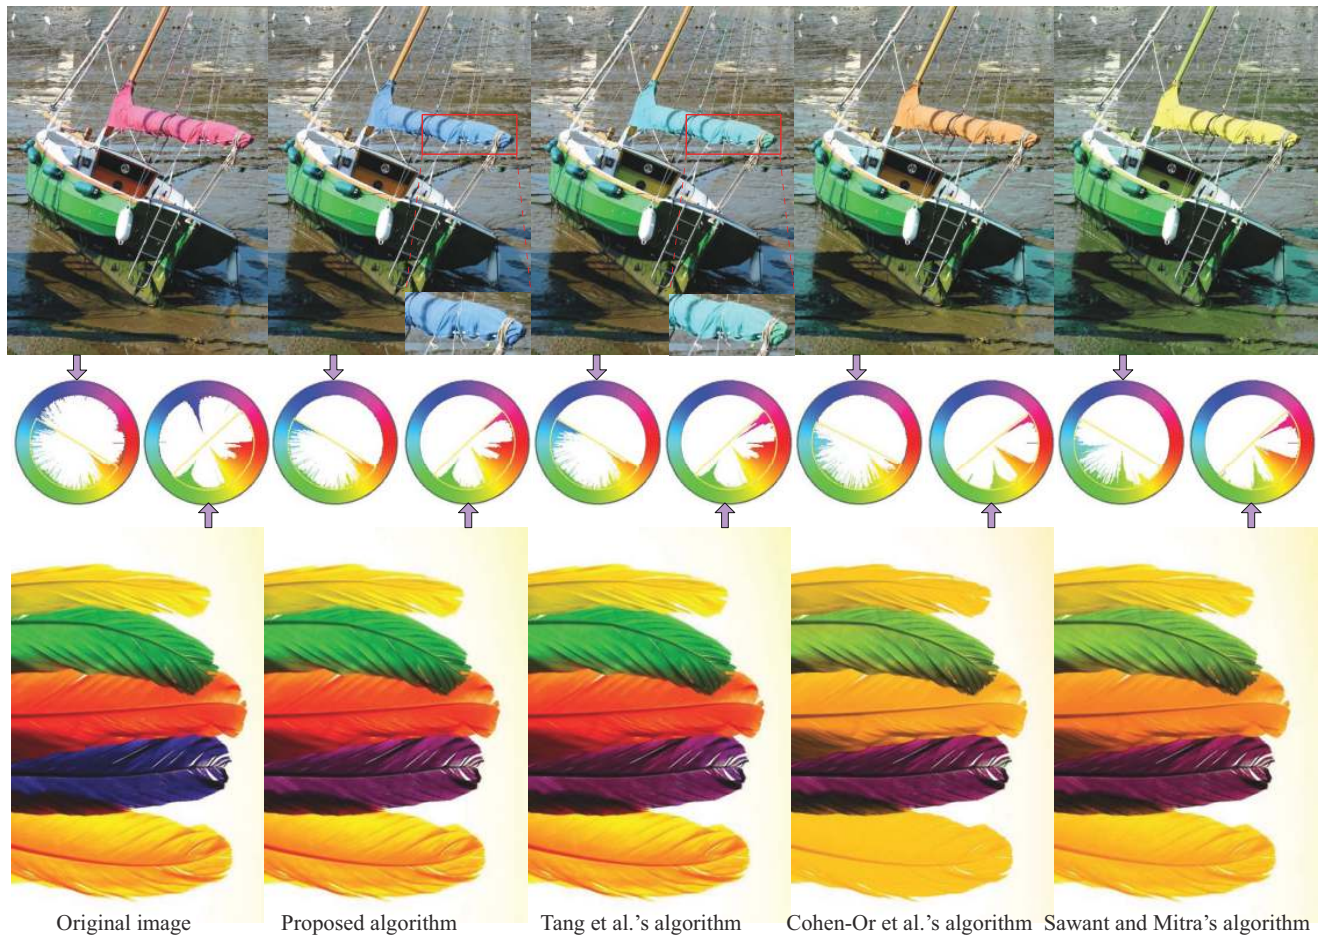 Original image
Proposed algorithm
Tang et al.'s algorithm
Cohen-Or et al.'s algorithm
Sawant and Mitra's algorithm